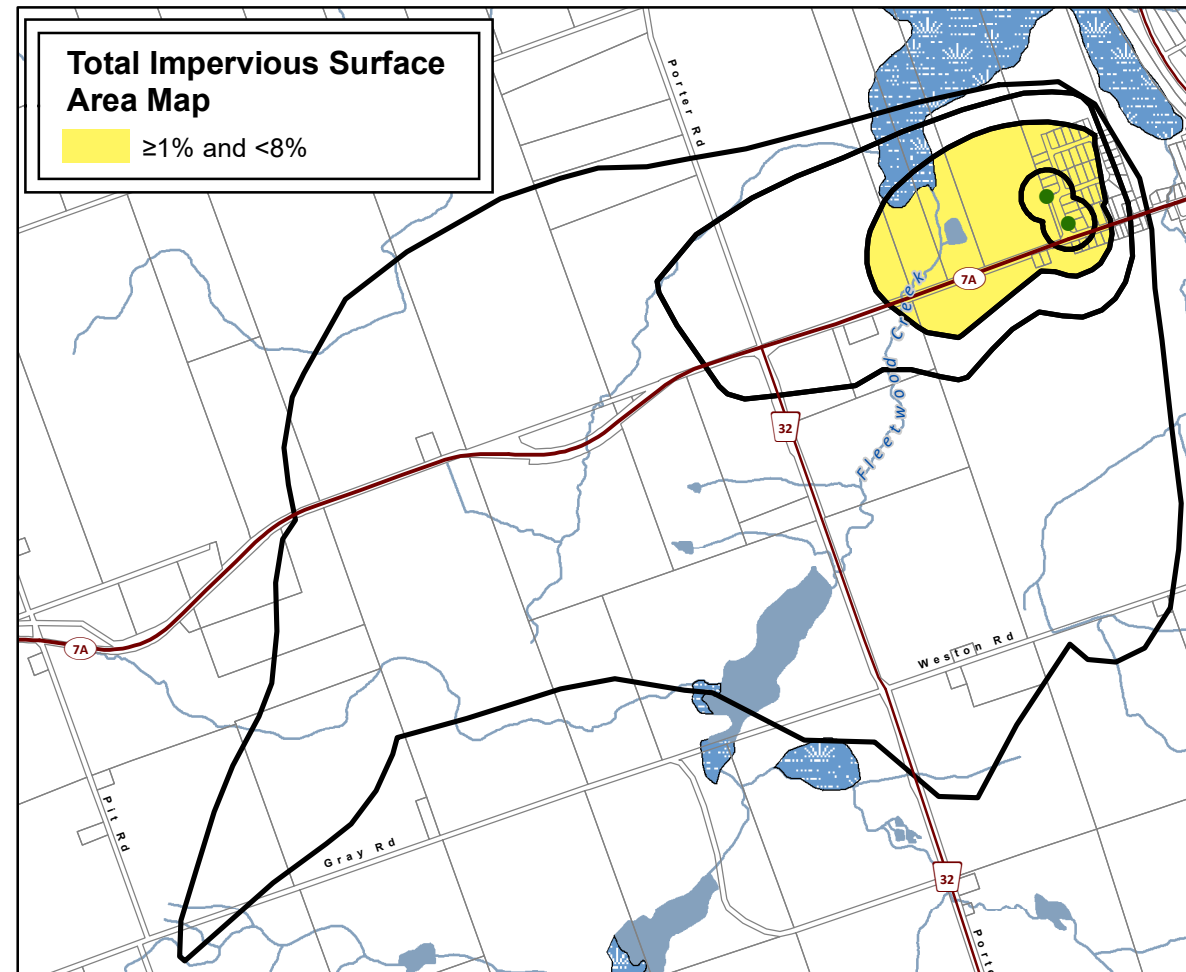 Total Impervious Surface
Area Map
≥1% and <8%
Porter Rd
7A
Fleetwood Creek
32
7A
Weston Rd
Pit Rd
Gray Rd
32
Porte